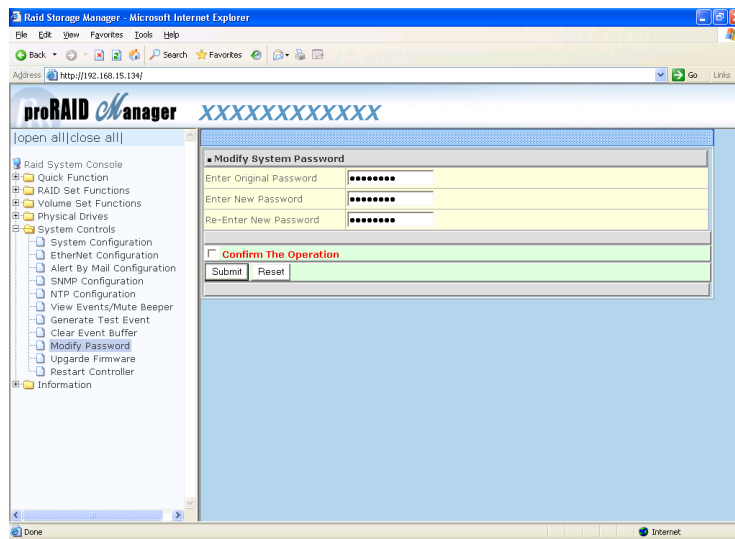 Raid Storage Manager - Microsoft Internet Explorer
File Edit View Favorites Tools Help
Back Search Favorites
Address http://192.168.15.134/ Go Links
proRAID Manager XXXXXXXXXXXX
|open all|close all|
Raid System Console
Quick Function
RAID Set Functions
Volume Set Functions
Physical Drives
System Controls
System Configuration
EtherNet Configuration
Alert By Mail Configuration
SNMP Configuration
NTP Configuration
View Events/Mute Beeper
Generate Test Event
Clear Event Buffer
Modify Password
Upgarde Firmware
Restart Controller
Information
Modify System Password
Enter Original Password ●●●●●●●●
Enter New Password ●●●●●●●●
Re-Enter New Password ●●●●●●●●
Confirm The Operation
Submit Reset
Done Internet